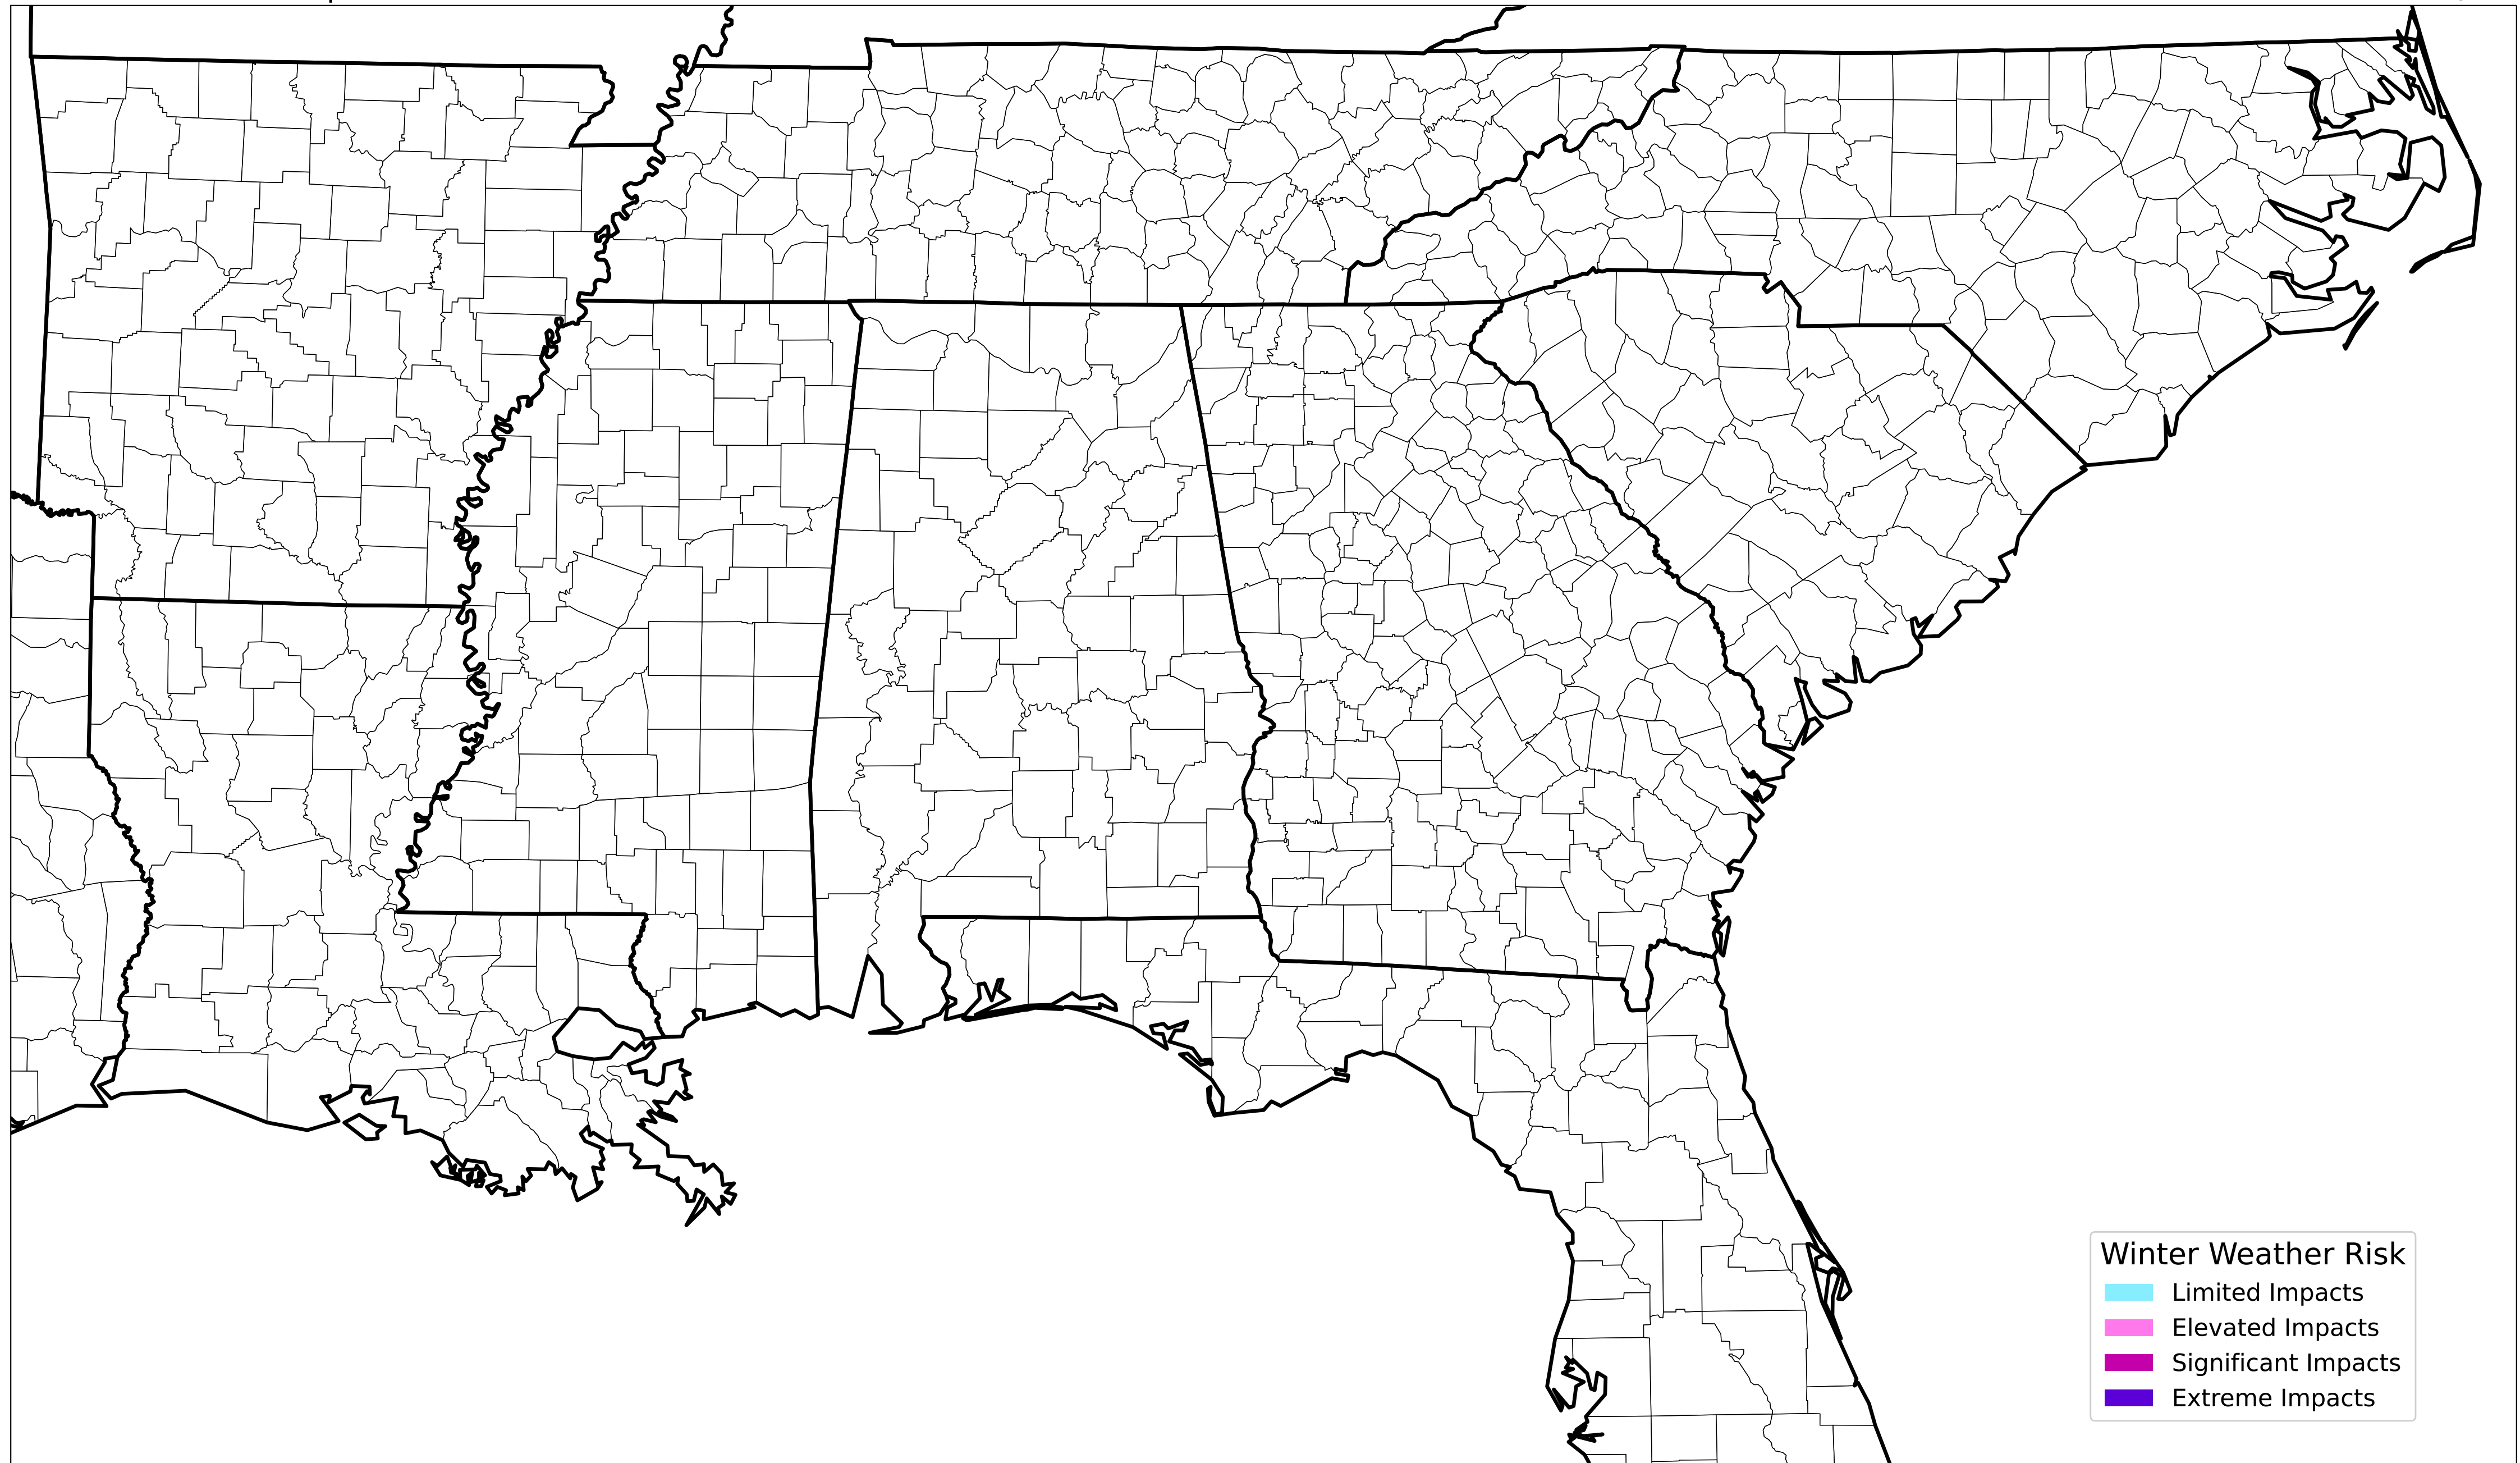 Winter Weather Risk
Limited Impacts
Elevated Impacts
Significant Impacts
Extreme Impacts